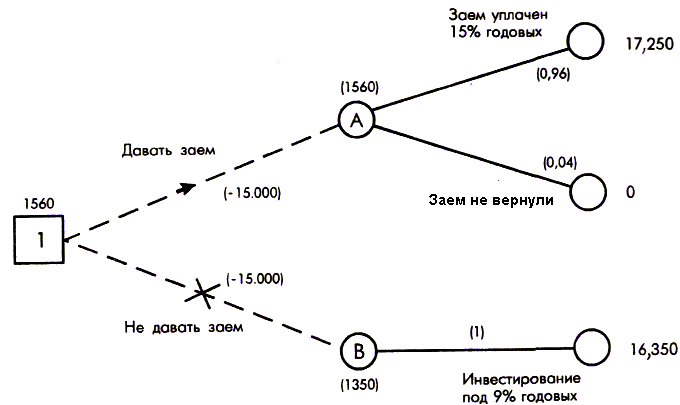 Заем уплачен
15% годовых
17,250
(0,96)
(1560)
A
Давать заем
(0,04)
(-15.000)
Заем не вернули
0
1560
1
(-15.000)
Не давать заем
(1)
B
16,350
(1350)
Инвестирование
под 9% годовых